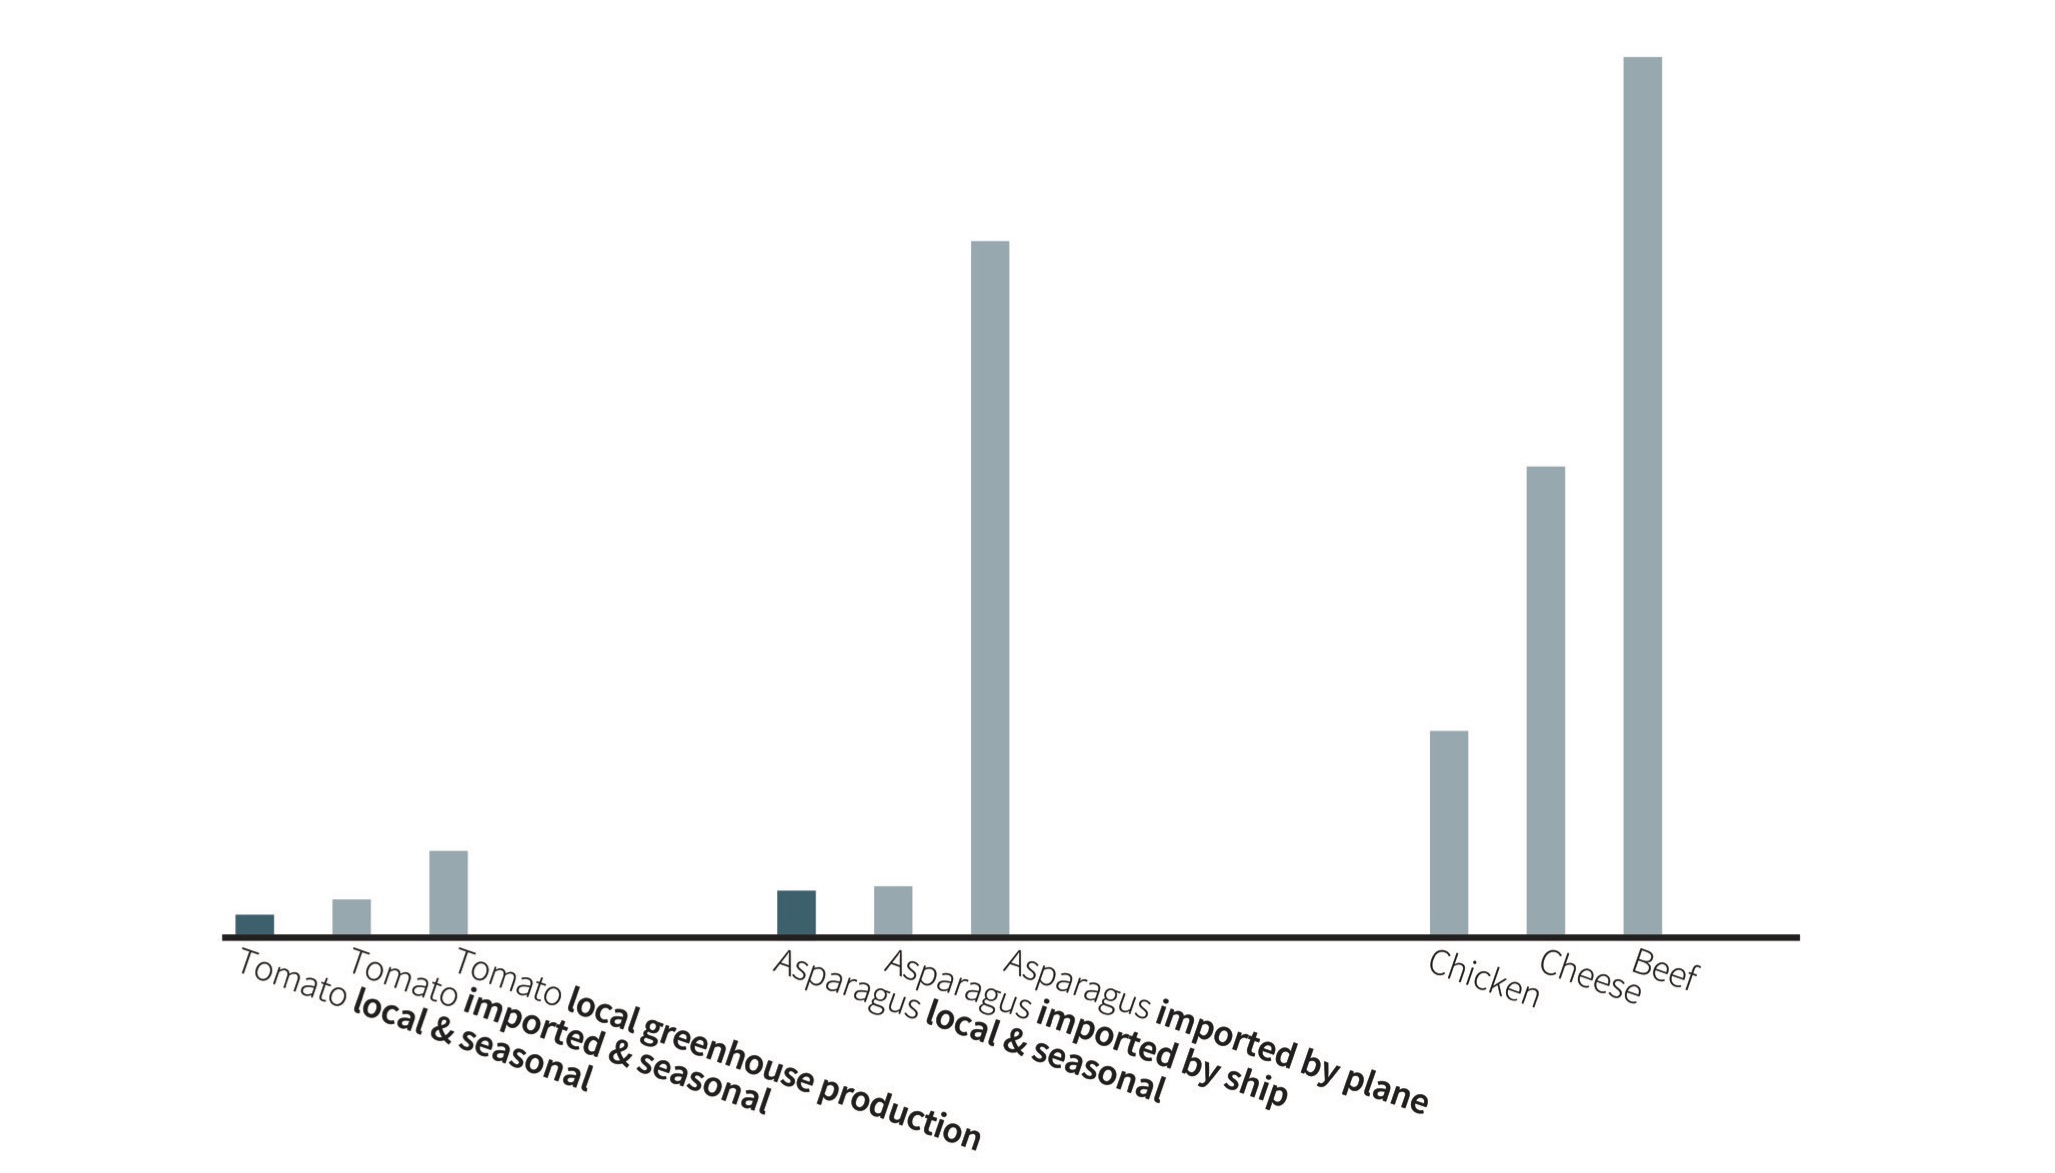 Tomato local & seasonal
Tomato imported & seasonal
Tomato local greenhouse production
Asparagus local & seasonal
Asparagus imported by ship
Asparagus imported by plane
Chicken
Cheese
Beef